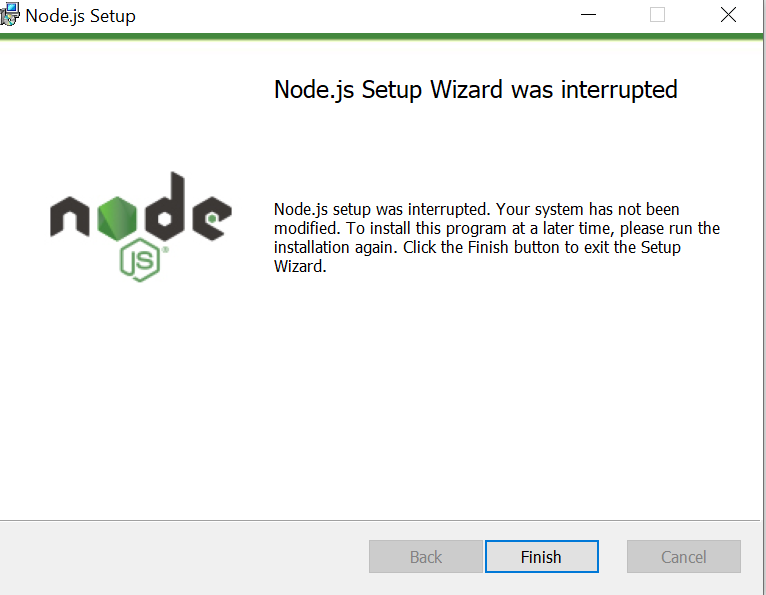 Node.js Setup
Node.js Setup Wizard was interrupted
node
JS®
Node.js setup was interrupted. Your system has not been
modified. To install this program at a later time, please run the
installation again. Click the Finish button to exit the Setup
Wizard.
Back
Finish
Cancel